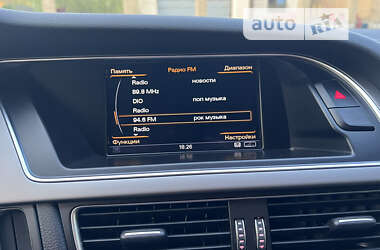 auto RIA
Память Радио FM Диапазон
Radio новости
89.8 MHz
DIO поп музыка
Radio
94.6 FM рок музыка
Radio
Функции Настройки
18:26